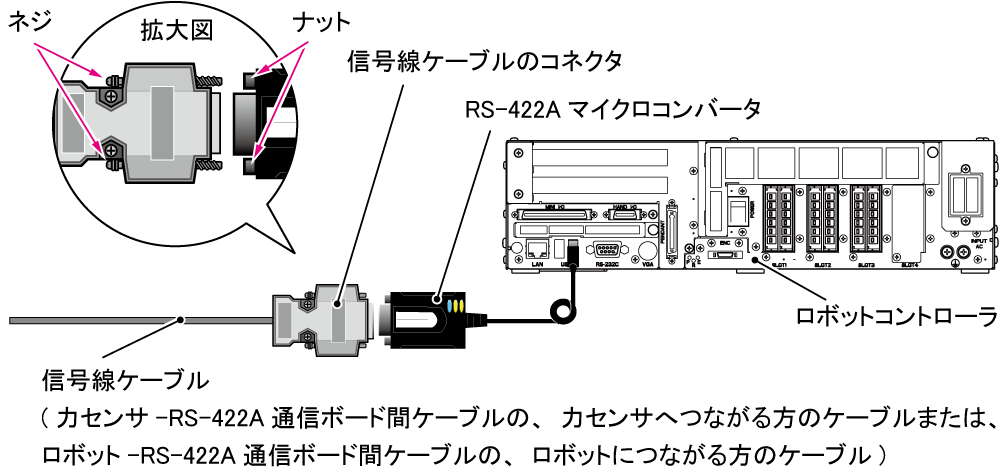 ネジ
拡大図
ナット
信号線ケーブルのコネクタ
RS-422A マイクロコンバータ
MINI I/O
HAND I/O
PENDANT
POWER
ENC
LAN
RS-232C
VGA
SLOT1
SLOT2
SLOT3
SLOT4
INPUT
AC
ロボットコントローラ
信号線ケーブル
( 力センサ -RS-422A 通信ボード間ケーブルの、 力センサへつながる方のケーブルまたは、
ロボット -RS-422A 通信ボード間ケーブルの、 ロボットにつながる方のケーブル )